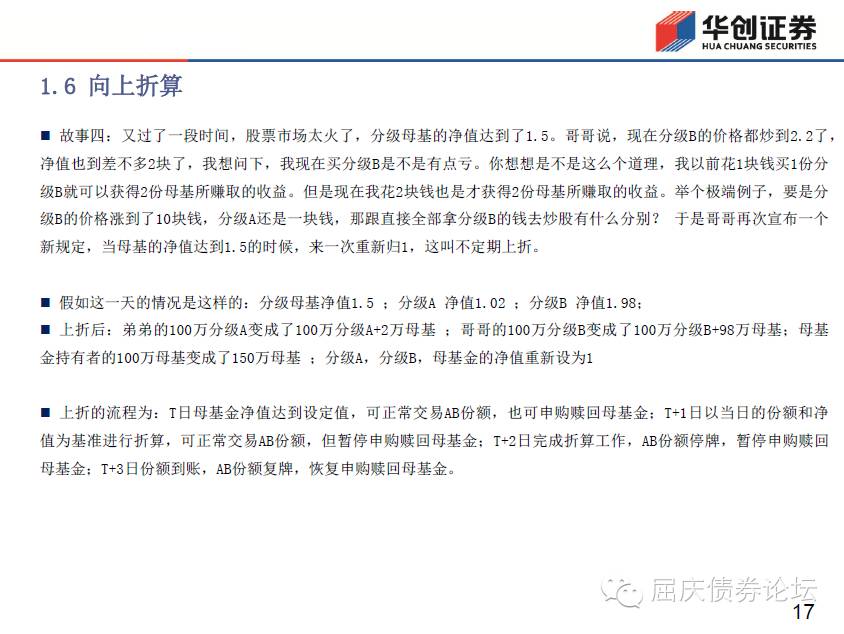 华创证券
HUA CHUANG SECURITIES
1.6 向上折算
■ 故事四：又过了一段时间，股票市场太火了，分级母基的净值达到了1.5。哥哥说，现在分级B的价格都炒到2.2了，
净值也到差不多2块了，我想问下，我现在买分级B是不是有点亏。你想想是不是这么个道理，我以前花1块钱买1份分
级B就可以获得2份母基所赚取的收益。但是现在我花2块钱也是才获得2份母基所赚取的收益。举个极端例子，要是分
级B的价格涨到了10块钱，分级A还是一块钱，那跟直接全部拿分级B的钱去炒股有什么分别？ 于是哥哥再次宣布一个
新规定，当母基的净值达到1.5的时候，来一次重新归1，这叫不定期上折。
■ 假如这一天的情况是这样的：分级母基净值1.5 ；分级A 净值1.02 ；分级B 净值1.98；
■ 上折后：弟弟的100万分级A变成了100万分级A+2万母基 ；哥哥的100万分级B变成了100万分级B+98万母基；母基
金持有者的100万母基变成了150万母基 ；分级A，分级B，母基金的净值重新设为1
■ 上折的流程为：T日母基金净值达到设定值，可正常交易AB份额，也可申购赎回母基金；T+1日以当日的份额和净
值为基准进行折算，可正常交易AB份额，但暂停申购赎回母基金；T+2日完成折算工作，AB份额停牌，暂停申购赎回
母基金；T+3日份额到账，AB份额复牌，恢复申购赎回母基金。
屈庆债券论坛
17